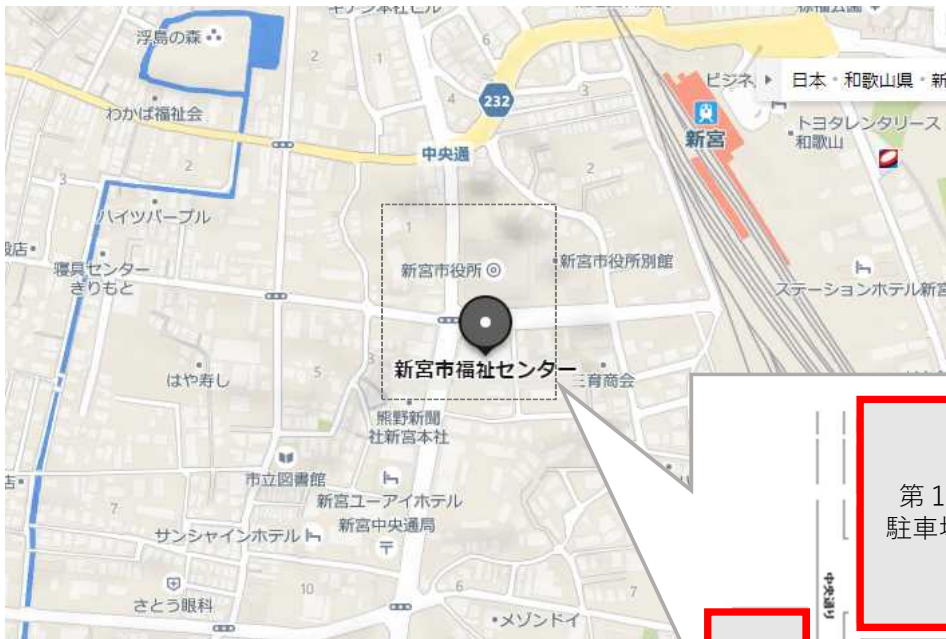 浮島の森
6
2
1
わかば福祉会
232
4
3
ビジネ
日本・和歌山県・新
新宮
トヨタレンタリース
和歌山
中央通
2
2
3
ハイツパープル
1
寝具センター
きりもと
新宮市役所
新宮市役所別館
ステーションホテル新宮
新宮市福祉センター
はや寿し
5
3
三育商会
熊野新聞
社新宮本社
市立図書館
新宮ユーアイホテル
新宮中央通局
サンシャインホテル
7
さとう眼科
10
6
7
メゾンドイ
第1
駐車場
中央通り